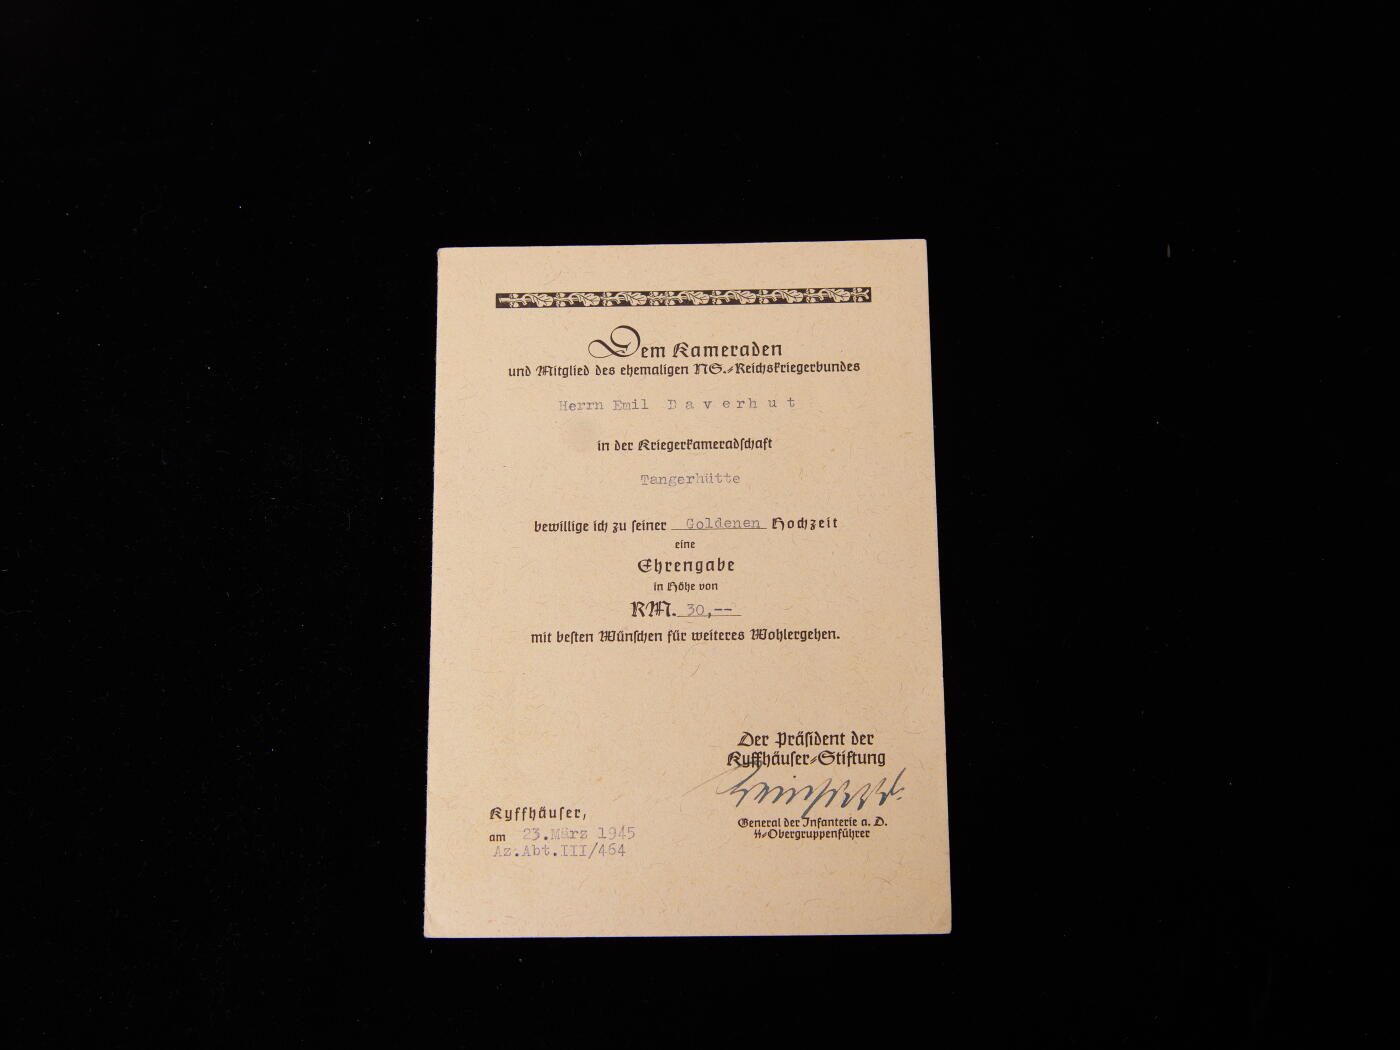 Dem Kameraden
und Mitglied des ehemaligen NS.-Reichskriegerbundes
Herrn Emil Daverhut
in der Kriegerkameradschaft
Tangerhütte
bewillige ich zu seiner Goldenen Hochzeit
eine
Ehrengabe
in Höhe von
RM. 30,--
mit besten Wünschen für weiteres Wohlergehen.
Der Präsident der
Kyffhäuser-Stiftung
General der Infanterie a. D.
SS-Obergruppenführer
Kyffhäuser,
am 23.März 1945
Az.Abt.III/464